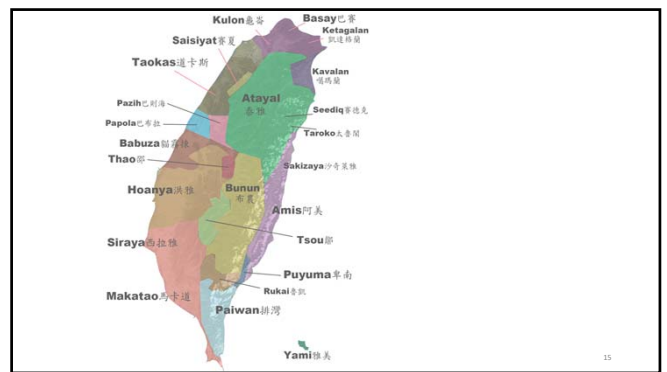 Kulon龜崙
Basay巴賽
Ketagalan
凱達格蘭
Saisiyat賽夏
Taokas道卡斯
Kavalan
噶瑪蘭
Atayal
泰雅
Pazih巴則海
Seediq賽德克
Papola巴布拉
Taroko太魯閣
Babuza貓霧捒
Thao邵
Sakizaya沙奇萊雅
Hoanya洪雅
Bunun
布農
Amis阿美
Siraya西拉雅
Tsou鄒
Puyuma卑南
Rukai魯凱
Makatao馬卡道
Paiwan排灣
Yami雅美
15